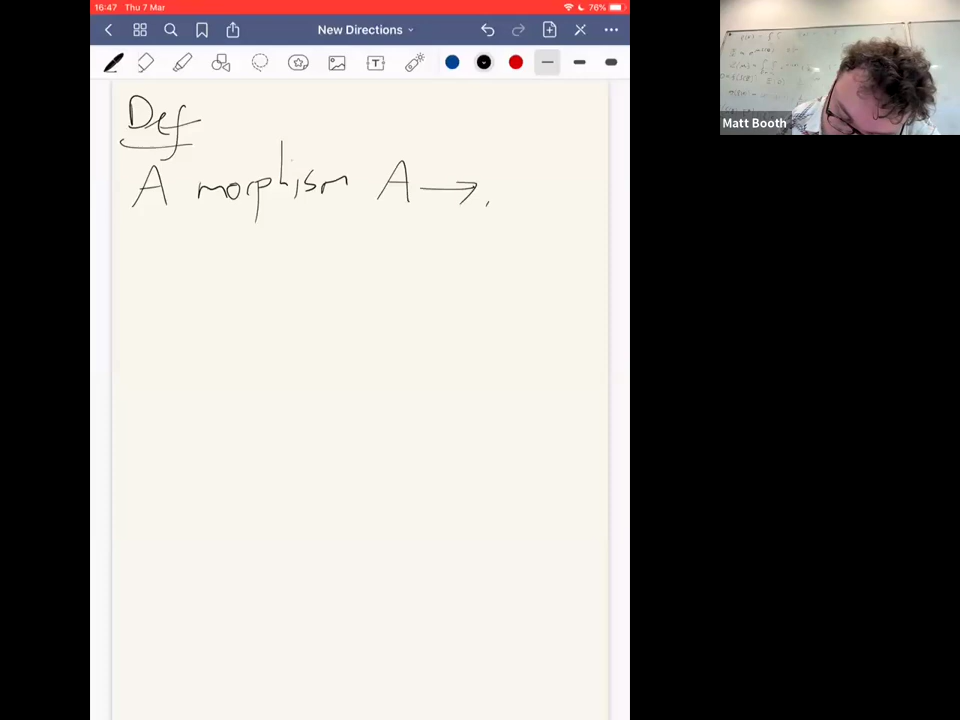 16:47 Thu 7 Mar
76%
New Directions
Def
A morphism A →
Matt Booth